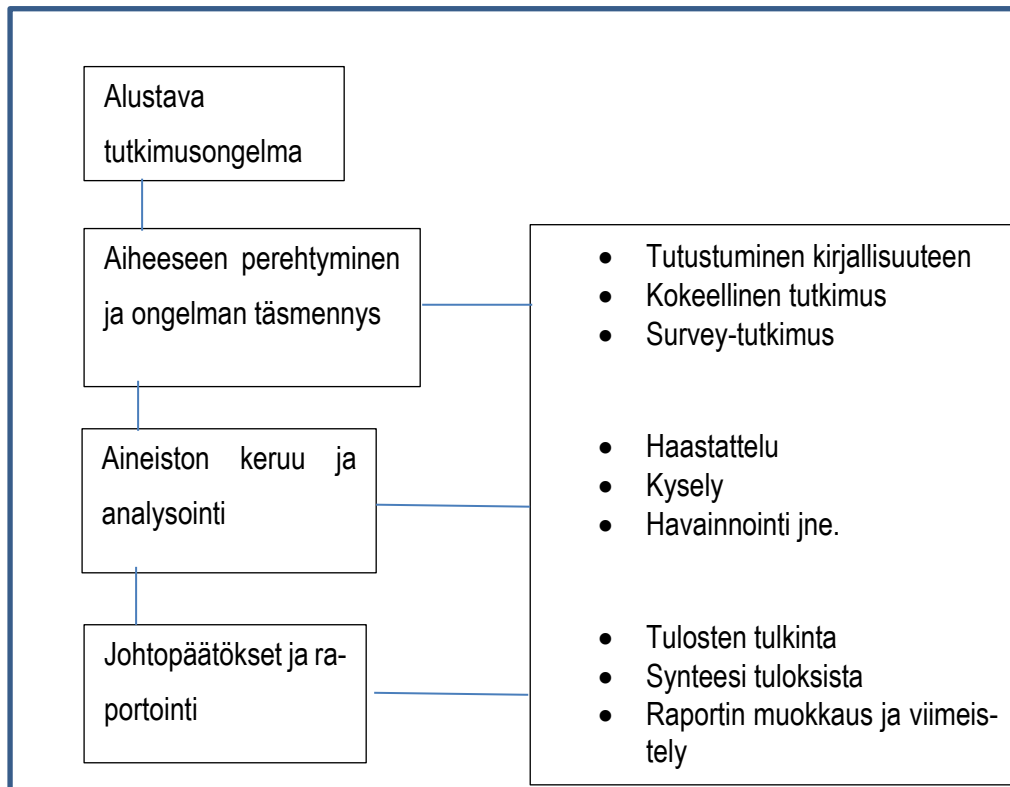 Alustava
tutkimusongelma
Aiheeseen perehtyminen
ja ongelman täsmennys
• Tutustuminen kirjallisuuteen
• Kokeellinen tutkimus
• Survey-tutkimus
Aineiston keruu ja
analysointi
• Haastattelu
• Kysely
• Havainnointi jne.
Johtopäätökset ja ra-
portointi
• Tulosten tulkinta
• Synteesi tuloksista
• Raportin muokkaus ja viimeis-
tely